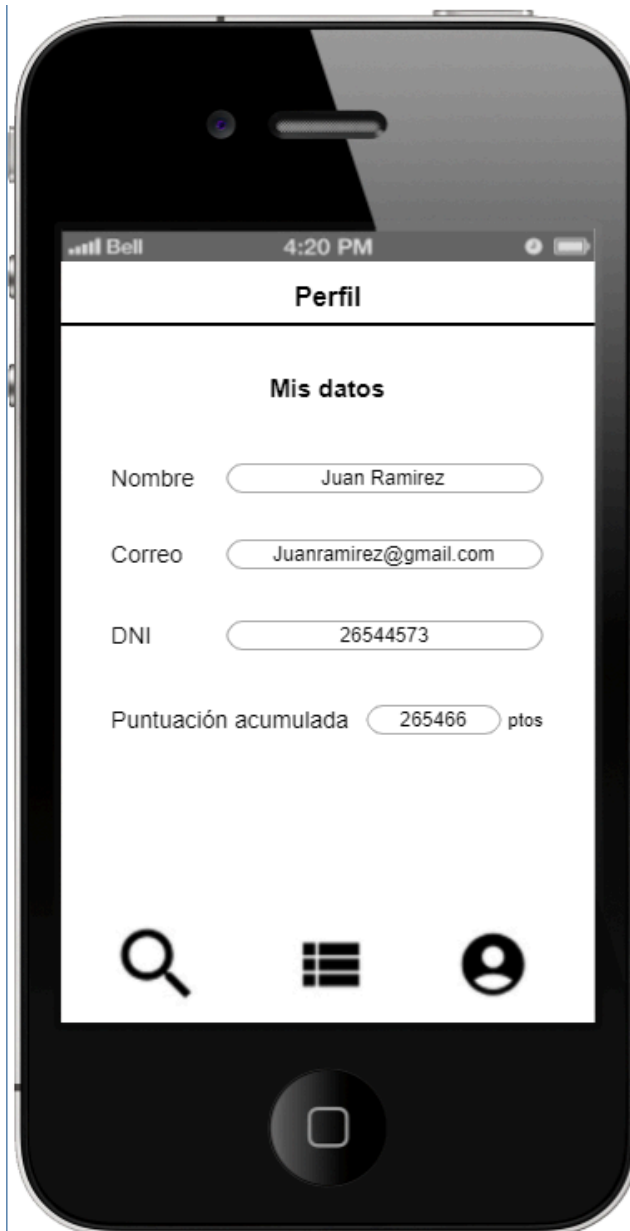 Bell 4:20 PM
Perfil
Mis datos
Nombre Juan Ramirez
Correo Juanramirez@gmail.com
DNI 26544573
Puntuación acumulada 265466 ptos